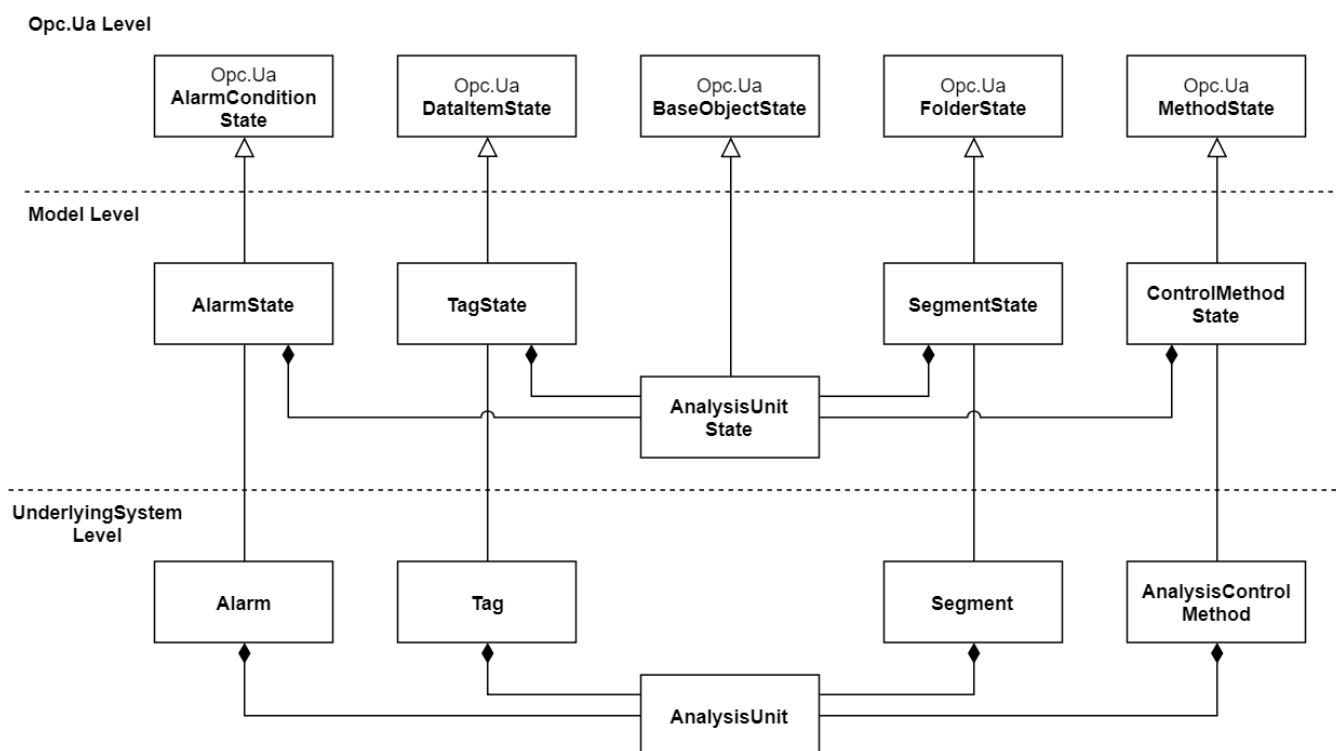 Opc.Ua Level
Opc.Ua
AlarmCondition
State
Opc.Ua
DataItemState
Opc.Ua
BaseObjectState
Opc.Ua
FolderState
Opc.Ua
MethodState
Model Level
AlarmState
TagState
SegmentState
ControlMethod
State
AnalysisUnit
State
UnderlyingSystem
Level
Alarm
Tag
Segment
AnalysisControl
Method
AnalysisUnit